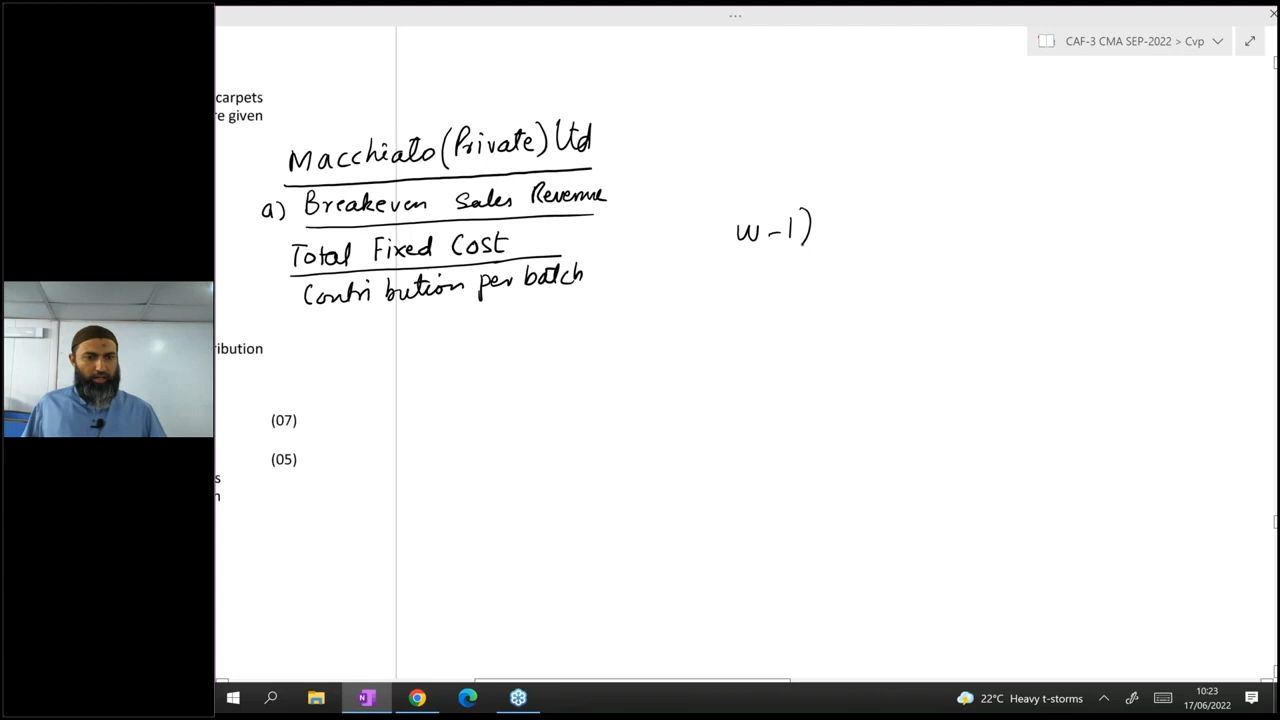 ...
CAF-3 CMA SEP-2022 > Cvp
carpets
re given
Macchiato (Private) Ltd
a) Breakeven Sales Revenue
Total Fixed Cost
Contribution per batch
w-1)
ribution
(07)
(05)
s
n
22°C Heavy t-storms
10:23
17/06/2022